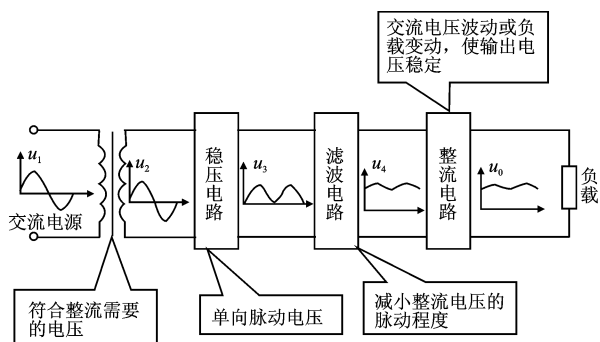 交流电压波动或负
载变动，使输出电
压稳定
u1
交流电源
u2
稳压电路
u3
滤波电路
u4
整流电路
u0
负载
符合整流需要
的电压
单向脉动电压
减小整流电压的
脉动程度